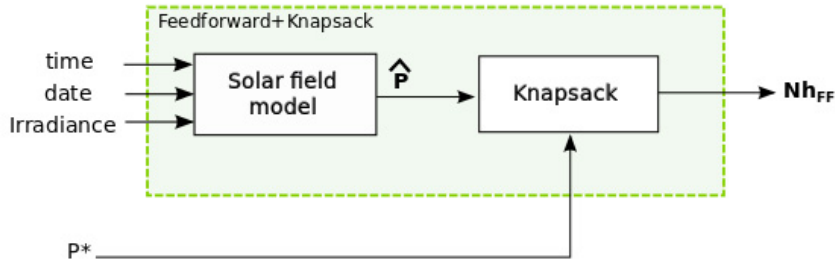 Feedforward+Knapsack
time
date
Irradiance
Solar field
model
P̂
Knapsack
Nh_FF
P*